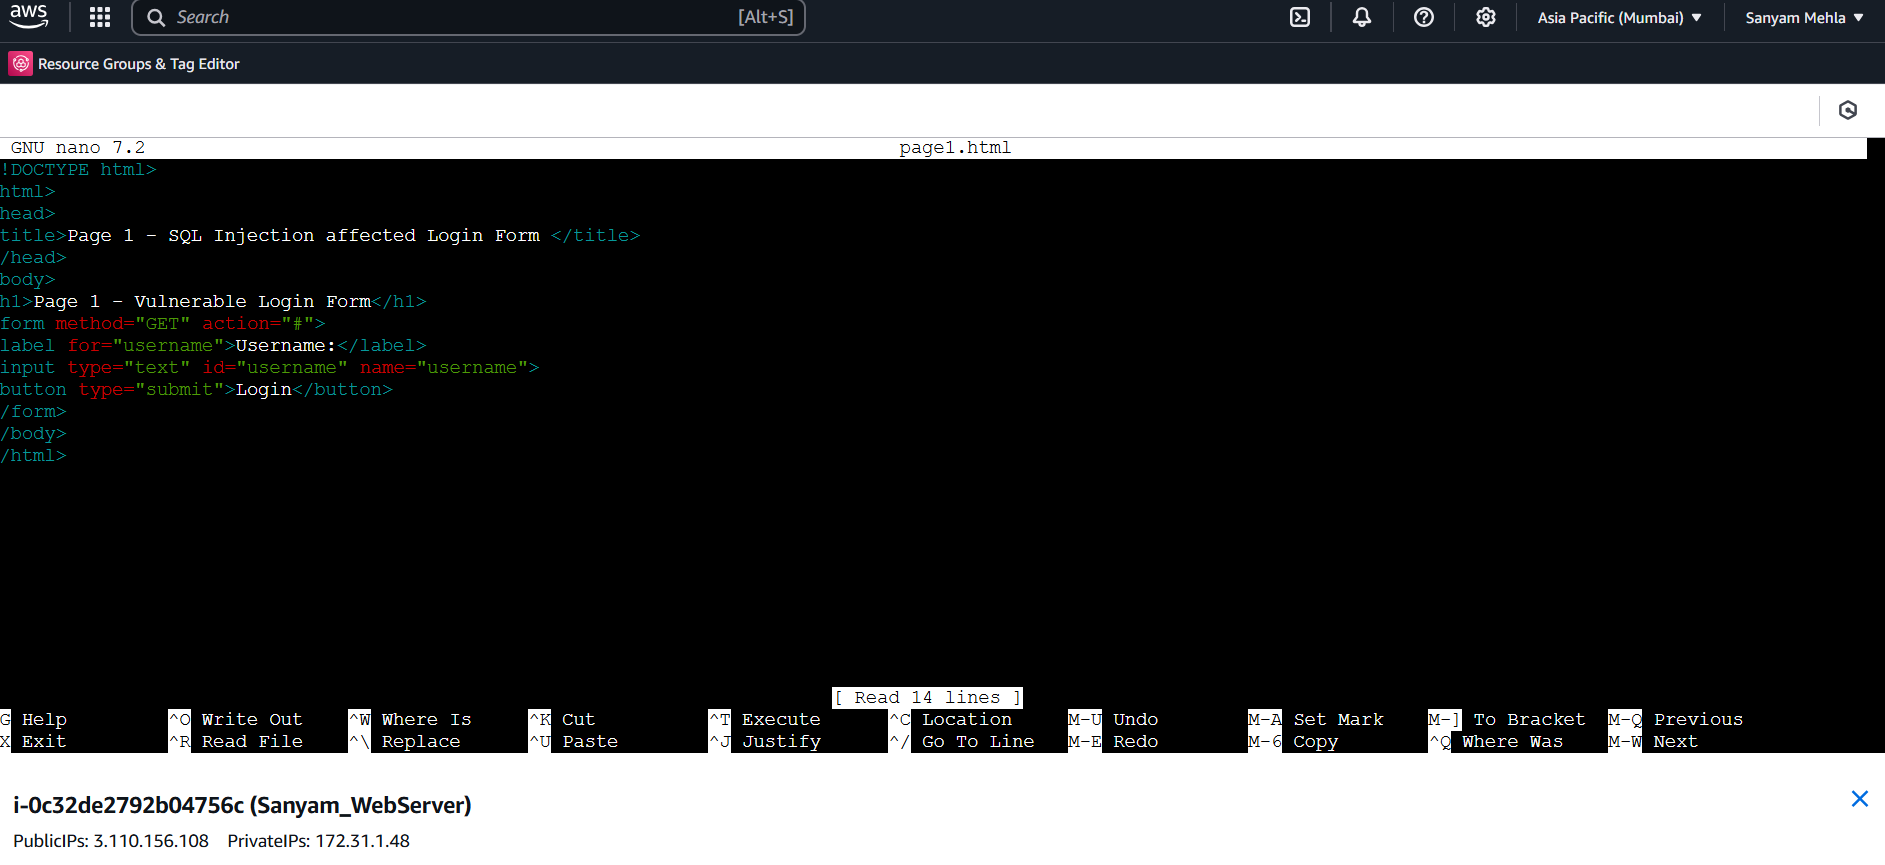 aws
Search [Alt+S] Asia Pacific (Mumbai) Sanyam Mehla
Resource Groups & Tag Editor
GNU nano 7.2 page1.html
!DOCTYPE html>
html>
head>
title>Page 1 - SQL Injection affected Login Form </title>
/head>
body>
h1>Page 1 - Vulnerable Login Form</h1>
form method="GET" action="#">
label for="username">Username:</label>
input type="text" id="username" name="username">
button type="submit">Login</button>
/form>
/body>
/html>
[ Read 14 lines ]
G Help ^O Write Out ^W Where Is ^K Cut ^T Execute ^C Location M-U Undo M-A Set Mark M-] To Bracket M-Q Previous
X Exit ^R Read File ^\ Replace ^U Paste ^J Justify ^/ Go To Line M-E Redo M-6 Copy ^Q Where Was M-W Next
i-0c32de2792b04756c (Sanyam_WebServer)
PublicIPs: 3.110.156.108 PrivateIPs: 172.31.1.48